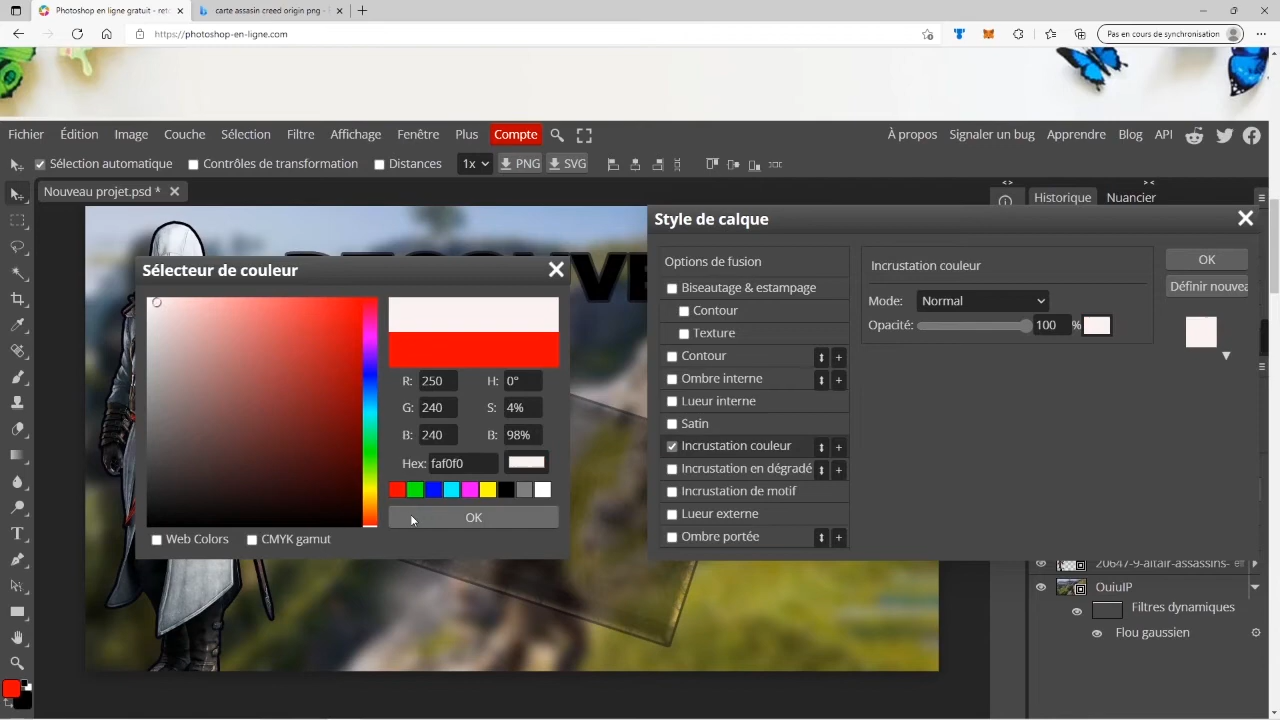 Photoshop en ligne gratuit - reto
carte assasin creed origin png -
https://photoshop-en-ligne.com
Pas en cours de synchronisation
Fichier Édition Image Couche Sélection Filtre Affichage Fenêtre Plus Compte
À propos Signaler un bug Apprendre Blog API
Sélection automatique Contrôles de transformation Distances 1x PNG SVG
Nouveau projet.psd *
Historique Nuancier
Style de calque
Sélecteur de couleur
Options de fusion
Biseautage & estampage
Contour
Texture
Contour
Ombre interne
Lueur interne
Satin
Incrustation couleur
Incrustation en dégradé
Incrustation de motif
Lueur externe
Ombre portée
Incrustation couleur
Mode: Normal
Opacité: 100 %
OK
Définir nouvea
R: 250 H: 0°
G: 240 S: 4%
B: 240 B: 98%
Hex: faf0f0
OK
Web Colors CMYK gamut
20647-9-altair-assassins- eff
OuiuIP
Filtres dynamiques
Flou gaussien